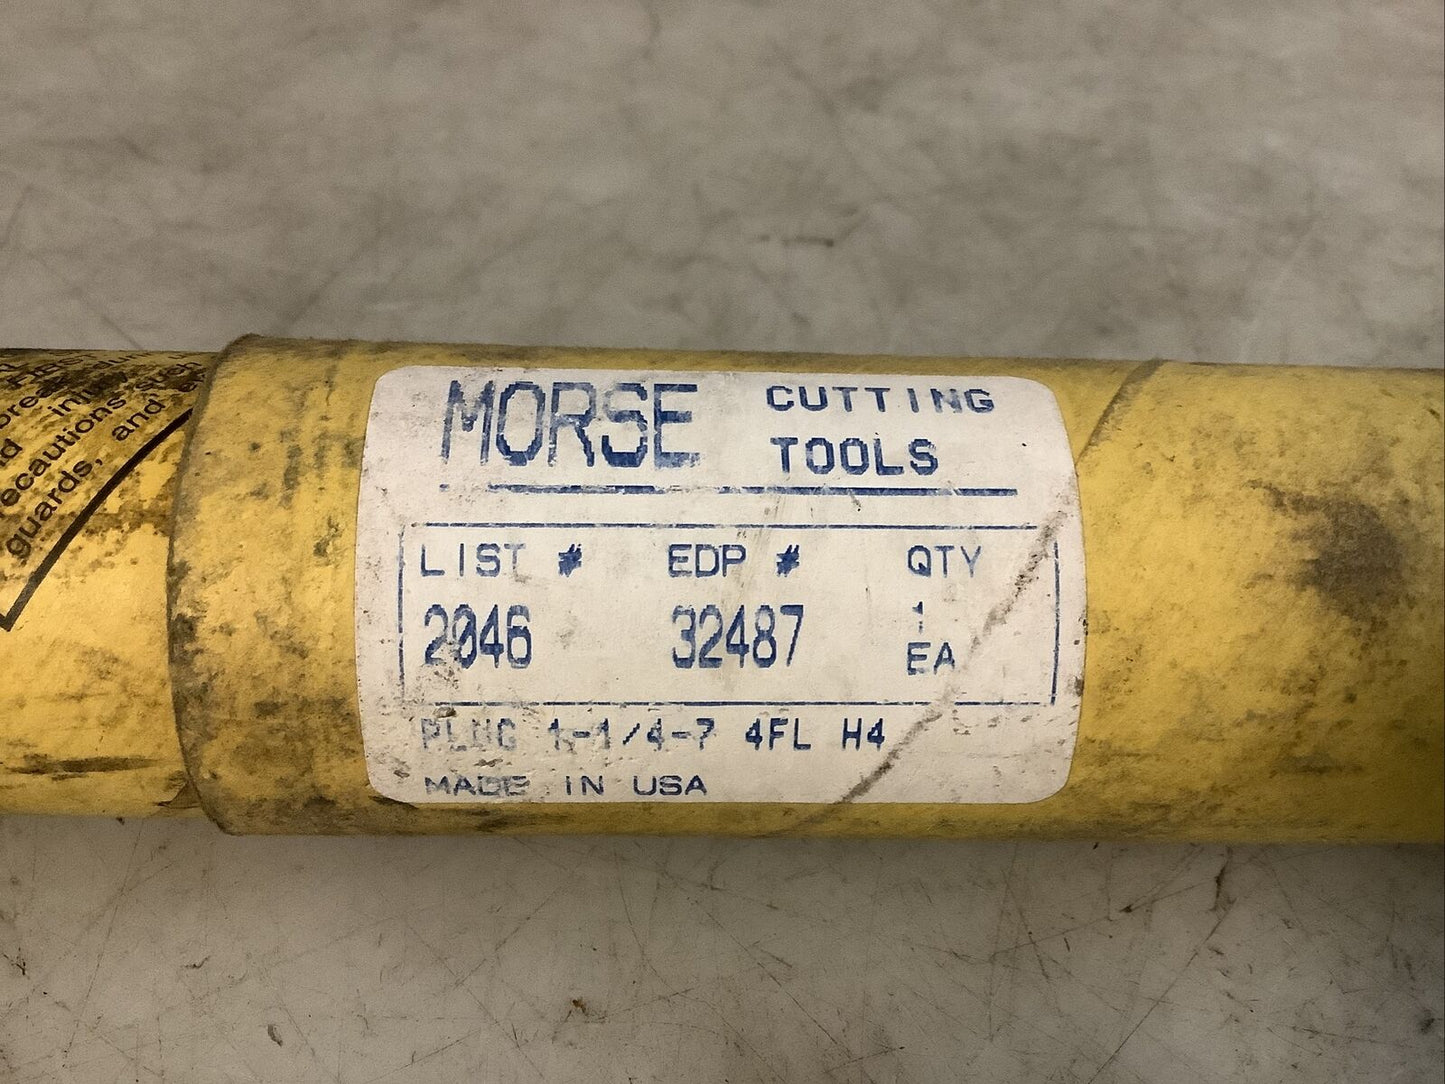 MORSE CUTTING TOOLS
LIST # EDP # QTY
2046 32487 1 EA
PLUG 1-1/4-7 4FL H4
MADE IN USA
precautions
and
guards,